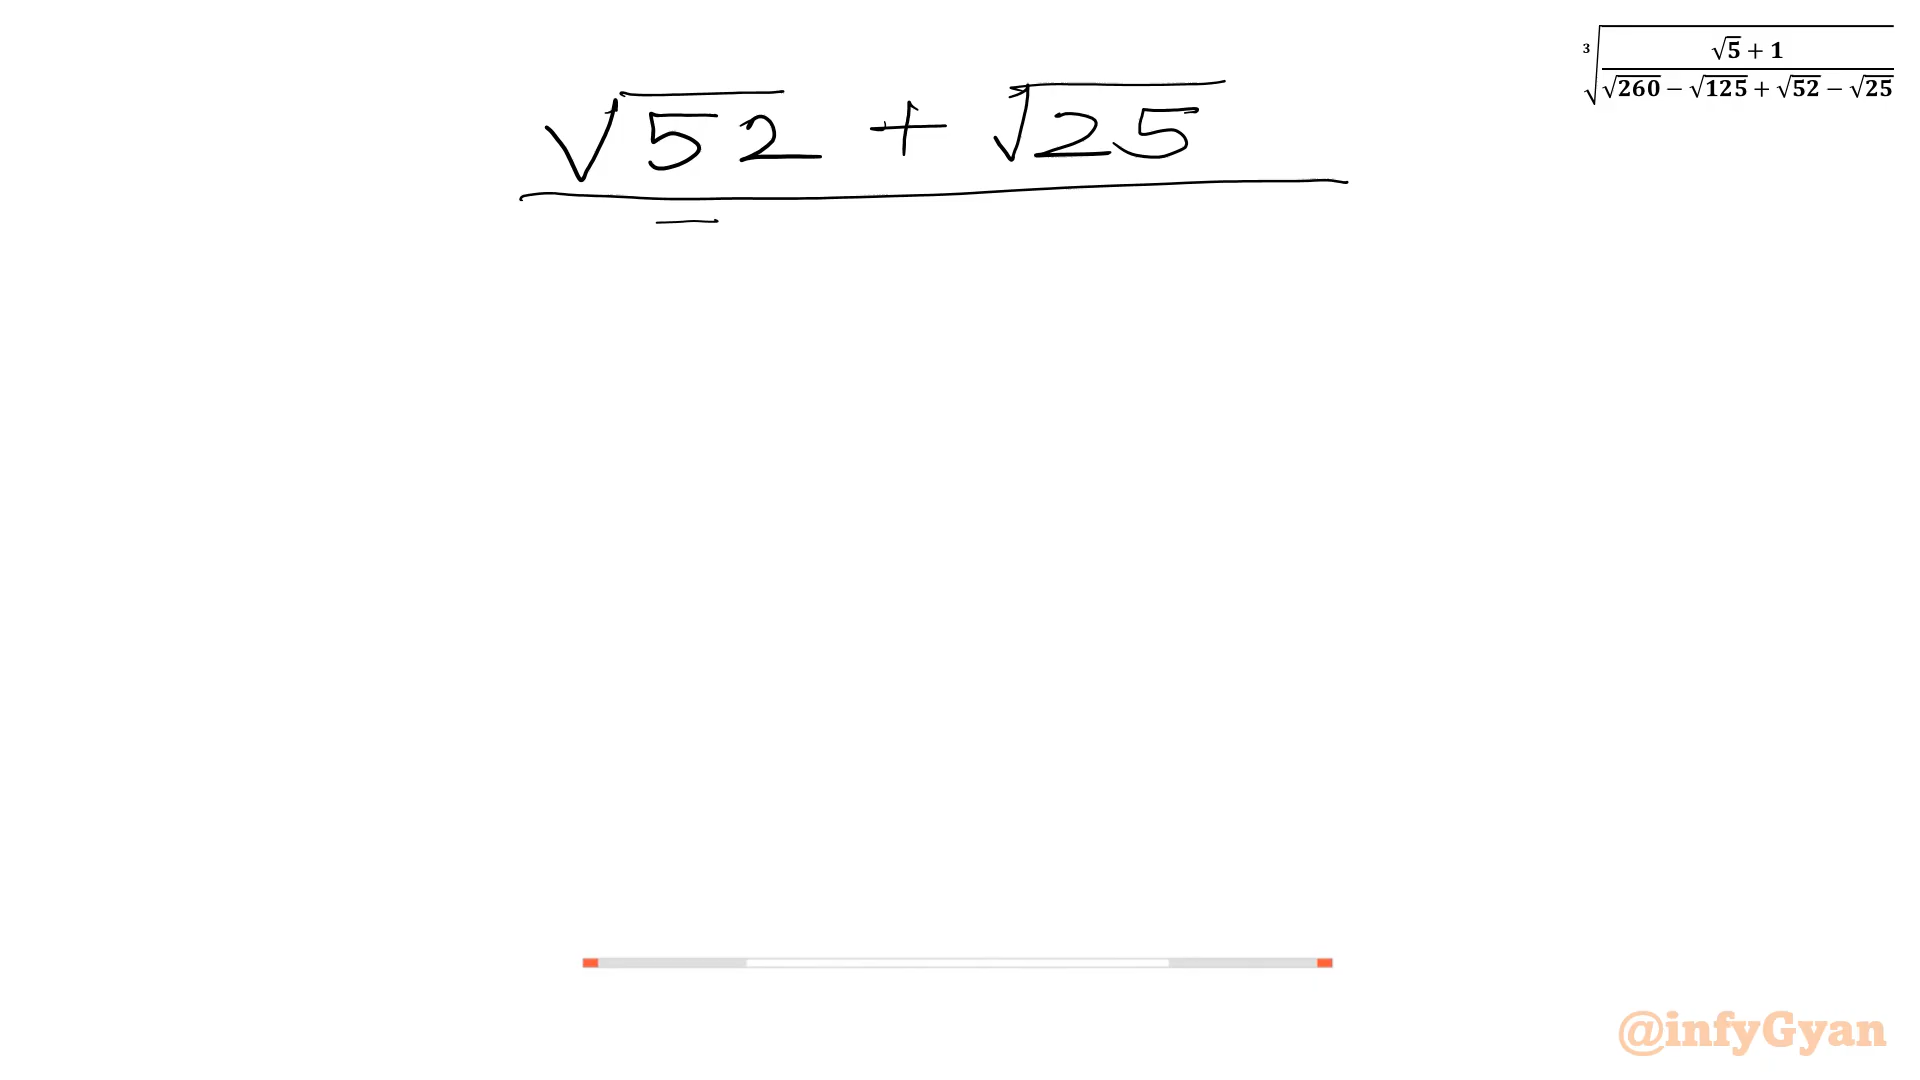 √52 + √25
∛((√5 + 1)/(√260 − √125 + √52 − √25))
@infyGyan